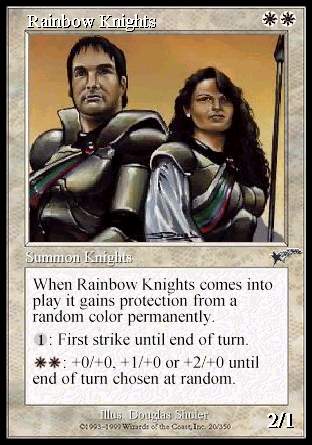 Rainbow Knights
Summon Knights
When Rainbow Knights comes into
play it gains protection from a
random color permanently.
1: First strike until end of turn.
: +0/+0, +1/+0 or +2/+0 until
end of turn chosen at random.
2/1
Illus. Douglas Shuler
©1993-1999 Wizards of the Coast, Inc. 20/350